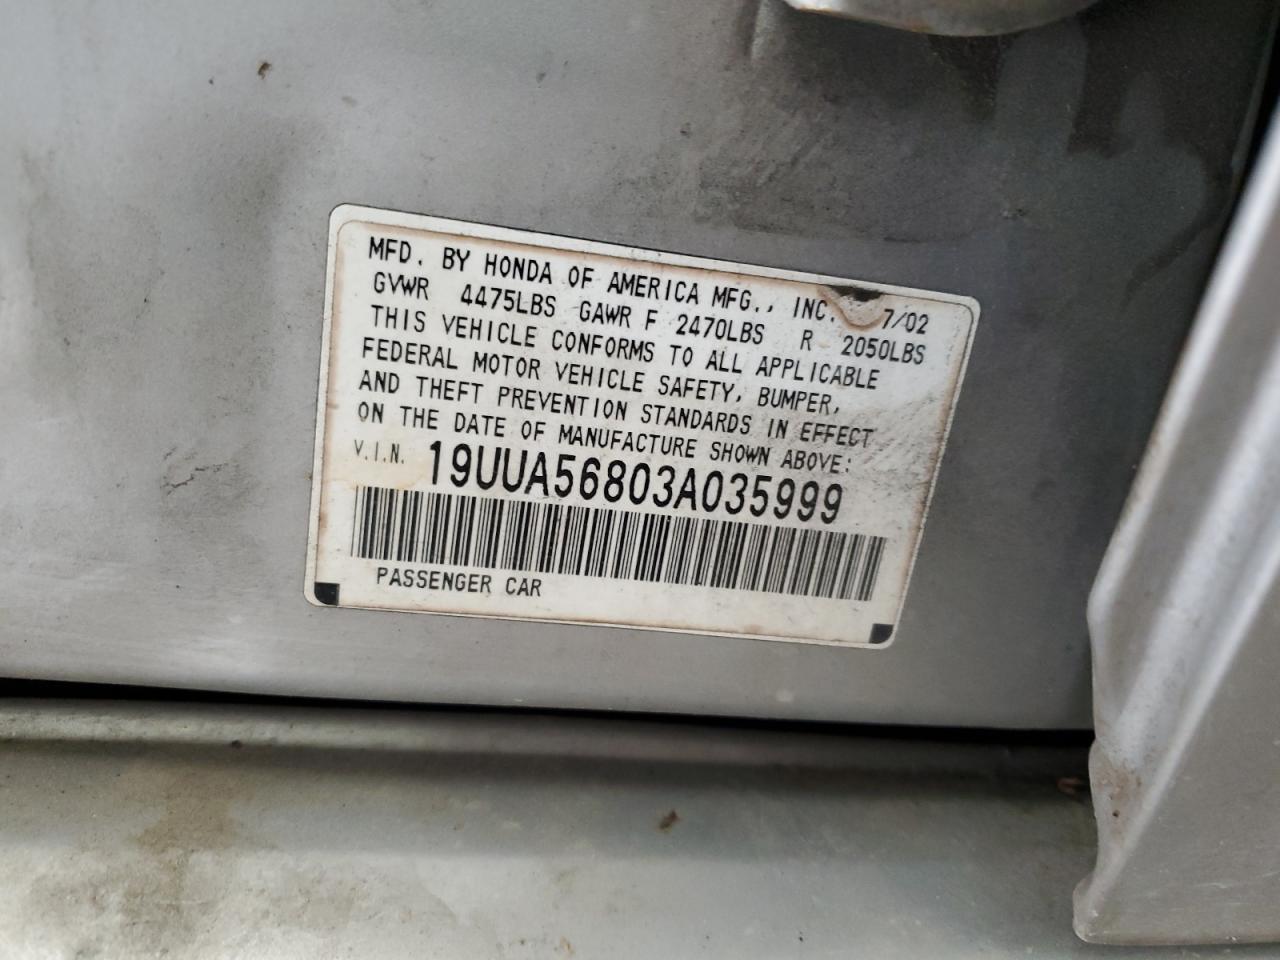 MFD. BY HONDA OF AMERICA MFG., INC. 7/02
GVWR 4475LBS GAWR F 2470LBS R 2050LBS
THIS VEHICLE CONFORMS TO ALL APPLICABLE
FEDERAL MOTOR VEHICLE SAFETY, BUMPER,
AND THEFT PREVENTION STANDARDS IN EFFECT
ON THE DATE OF MANUFACTURE SHOWN ABOVE:
V.I.N. 19UUA56803A035999
PASSENGER CAR